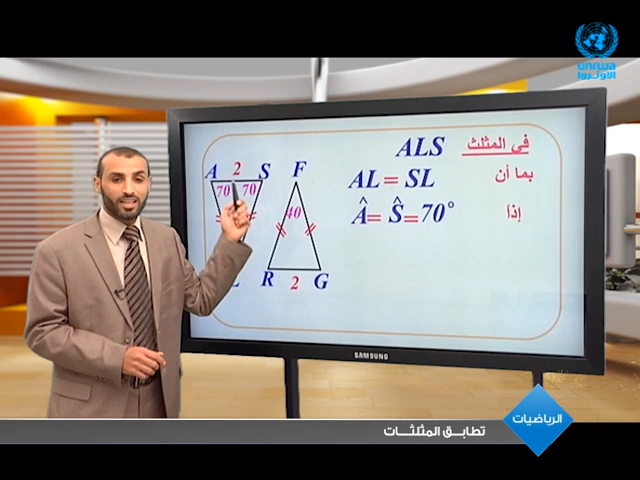 unrwa
الأونروا
في المثلث ALS
بما أن AL = SL
إذا Â = Ŝ = 70°
A 2 S F
70 70
40
L R 2 G
SAMSUNG
الرياضيات
تطابق المثلثات